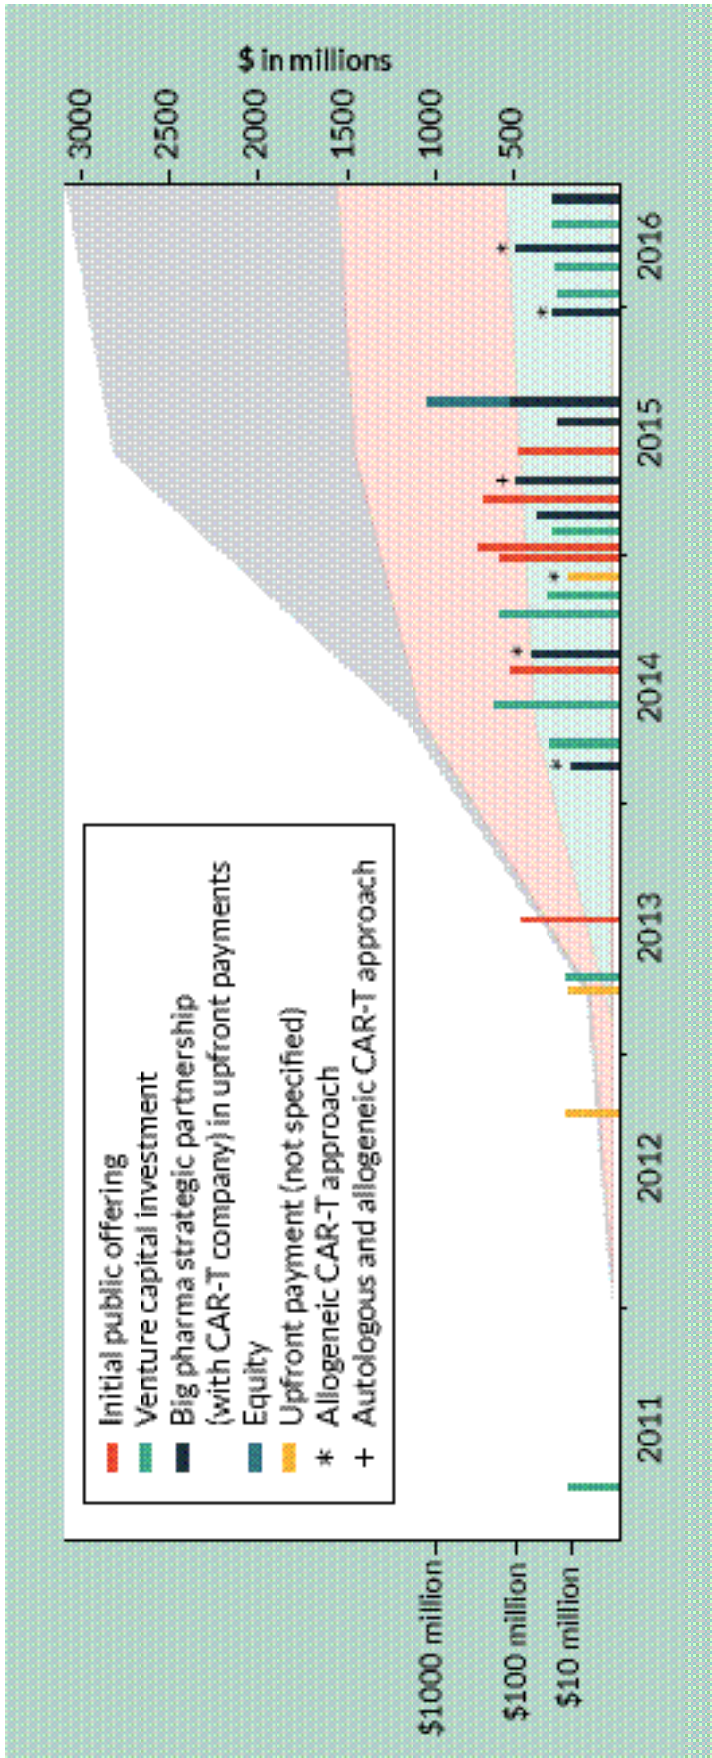 $1000 million
$100 million
$10 million
Initial public offering
Venture capital investment
Big pharma strategic partnership
(with CAR-T company) in upfront payments
Equity
Upfront payment (not specified)
* Allogeneic CAR-T approach
+ Autologous and allogeneic CAR-T approach
*
*
*
+
*
*
3000
2500
2000
1500
1000
500
$ in millions
2011
2012
2013
2014
2015
2016